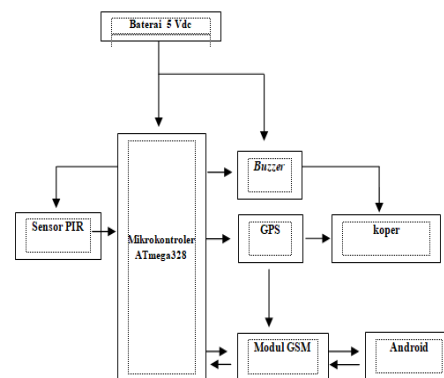 Baterai 5 Vdc
Buzzer
Sensor PIR
Mikrokontroler
ATmega328
GPS
koper
Modul GSM
Android